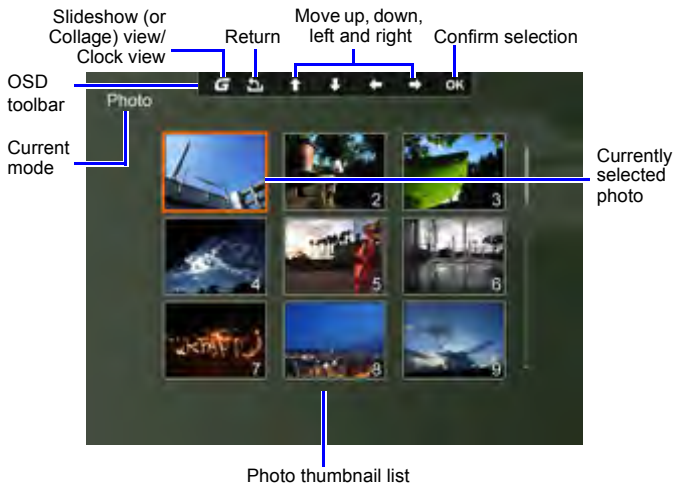 Slideshow (or
Collage) view/
Clock view
Return
Move up, down,
left and right
Confirm selection
OSD
toolbar
OK
Photo
Current
mode
Currently
selected
photo
2
3
4
5
6
7
8
9
Photo thumbnail list